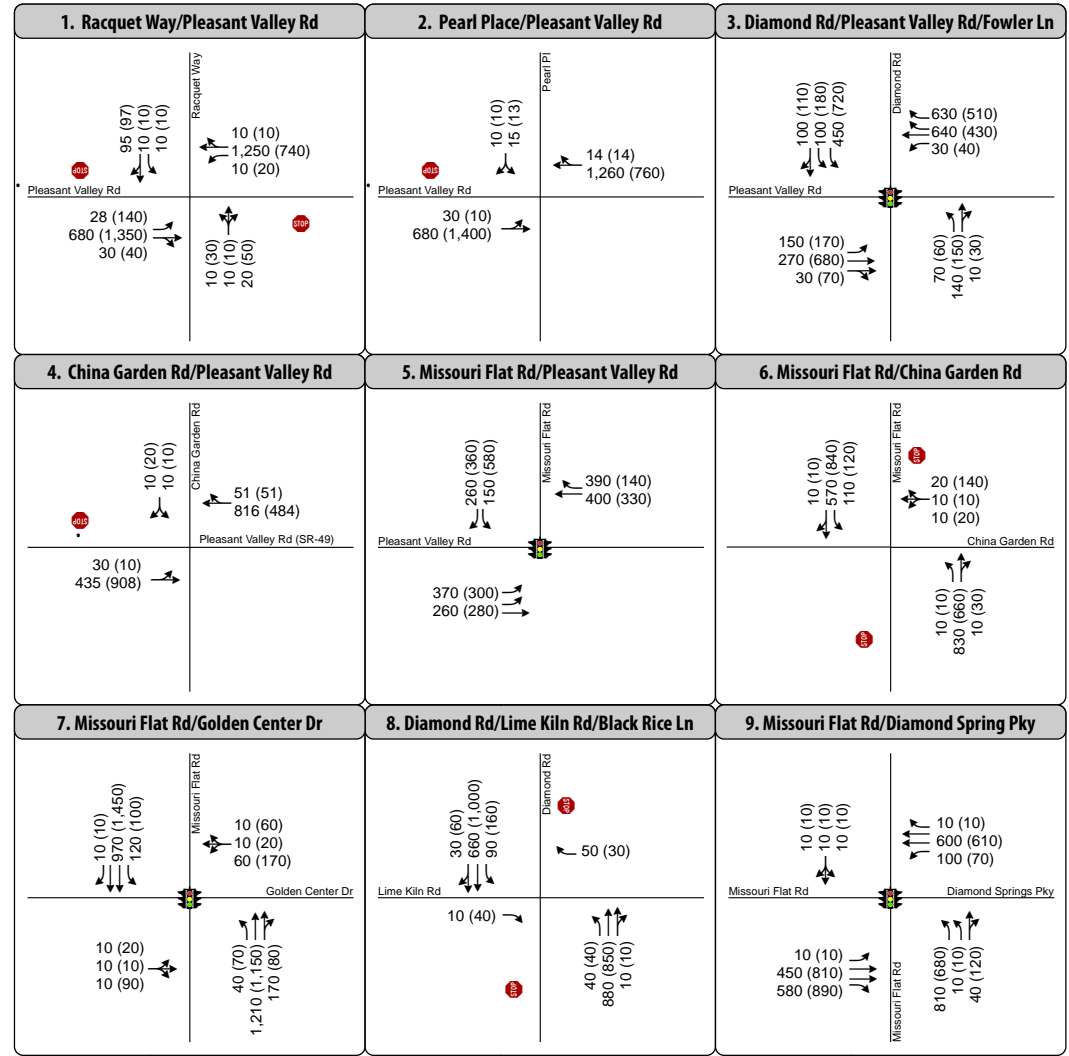 1. Racquet Way/Pleasant Valley Rd
Racquet Way
95 (97)
10 (10)
10 (10)
10 (10)
1,250 (740)
10 (20)
STOP
Pleasant Valley Rd
28 (140)
680 (1,350)
30 (40)
10 (30)
10 (10)
20 (50)
STOP
2. Pearl Place/Pleasant Valley Rd
Pearl Pl
10 (10)
15 (13)
14 (14)
1,260 (760)
STOP
Pleasant Valley Rd
30 (10)
680 (1,400)
3. Diamond Rd/Pleasant Valley Rd/Fowler Ln
Diamond Rd
100 (110)
100 (180)
450 (720)
630 (510)
640 (430)
30 (40)
Pleasant Valley Rd
150 (170)
270 (680)
30 (70)
70 (60)
140 (150)
10 (30)
4. China Garden Rd/Pleasant Valley Rd
China Garden Rd
10 (20)
10 (10)
51 (51)
816 (484)
STOP
Pleasant Valley Rd (SR-49)
30 (10)
435 (908)
5. Missouri Flat Rd/Pleasant Valley Rd
Missouri Flat Rd
260 (360)
150 (580)
390 (140)
400 (330)
Pleasant Valley Rd
370 (300)
260 (280)
6. Missouri Flat Rd/China Garden Rd
Missouri Flat Rd
STOP
10 (10)
570 (840)
110 (120)
20 (140)
10 (10)
10 (20)
China Garden Rd
10 (10)
830 (660)
10 (30)
STOP
7. Missouri Flat Rd/Golden Center Dr
Missouri Flat Rd
10 (10)
970 (1,450)
120 (100)
10 (60)
10 (20)
60 (170)
Golden Center Dr
10 (20)
10 (10)
10 (90)
40 (70)
1,210 (1,150)
170 (80)
8. Diamond Rd/Lime Kiln Rd/Black Rice Ln
Diamond Rd
STOP
30 (60)
660 (1,000)
90 (160)
50 (30)
Lime Kiln Rd
10 (40)
40 (40)
880 (850)
10 (10)
STOP
9. Missouri Flat Rd/Diamond Spring Pky
10 (10)
10 (10)
10 (10)
10 (10)
600 (610)
100 (70)
Missouri Flat Rd
Diamond Springs Pky
10 (10)
450 (810)
580 (890)
Missouri Flat Rd
810 (680)
10 (10)
40 (120)